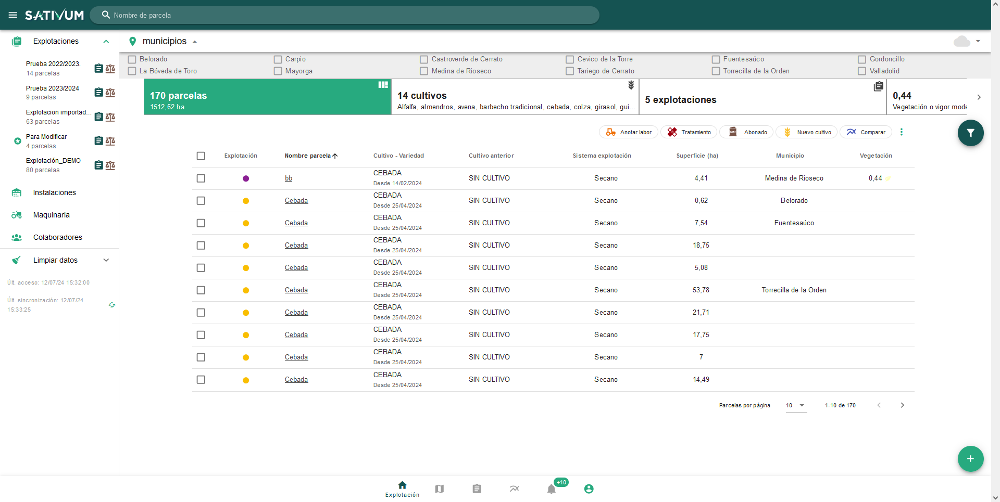 SATIVUM
Nombre de parcela
Explotaciones
Prueba 2022/2023.
14 parcelas
Prueba 2023/2024
9 parcelas
Explotacion importad...
63 parcelas
Para Modificar
4 parcelas
Explotación_DEMO
80 parcelas
Instalaciones
Maquinaria
Colaboradores
Limpiar datos
Últ. acceso: 12/07/24 15:32:00
Últ. sincronización: 12/07/24
15:33:25
municipios
Belorado Carpio Castroverde de Cerrato Cevico de la Torre Fuentesaúco Gordoncillo
La Bóveda de Toro Mayorga Medina de Rioseco Tariego de Cerrato Torrecilla de la Orden Valladolid
170 parcelas
1512,62 ha
14 cultivos
Alfalfa, almendros, avena, barbecho tradicional, cebada, colza, girasol, gui...
5 explotaciones
0,44
Vegetación o vigor mode
Anotar labor Tratamiento NPK Abonado Nuevo cultivo Comparar
Explotación Nombre parcela Cultivo - Variedad Cultivo anterior Sistema explotación Superficie (ha) Municipio Vegetación
bb CEBADA SIN CULTIVO Secano 4,41 Medina de Rioseco 0,44
Desde 14/02/2024
Cebada CEBADA SIN CULTIVO Secano 0,62 Belorado
Desde 25/04/2024
Cebada CEBADA SIN CULTIVO Secano 7,54 Fuentesaúco
Desde 25/04/2024
Cebada CEBADA SIN CULTIVO Secano 18,75
Desde 25/04/2024
Cebada CEBADA SIN CULTIVO Secano 5,08
Desde 25/04/2024
Cebada CEBADA SIN CULTIVO Secano 53,78 Torrecilla de la Orden
Desde 25/04/2024
Cebada CEBADA SIN CULTIVO Secano 21,71
Desde 25/04/2024
Cebada CEBADA SIN CULTIVO Secano 17,75
Desde 25/04/2024
Cebada CEBADA SIN CULTIVO Secano 7
Desde 25/04/2024
Cebada CEBADA SIN CULTIVO Secano 14,49
Desde 25/04/2024
Parcelas por página 10 1-10 de 170
+10
Explotación